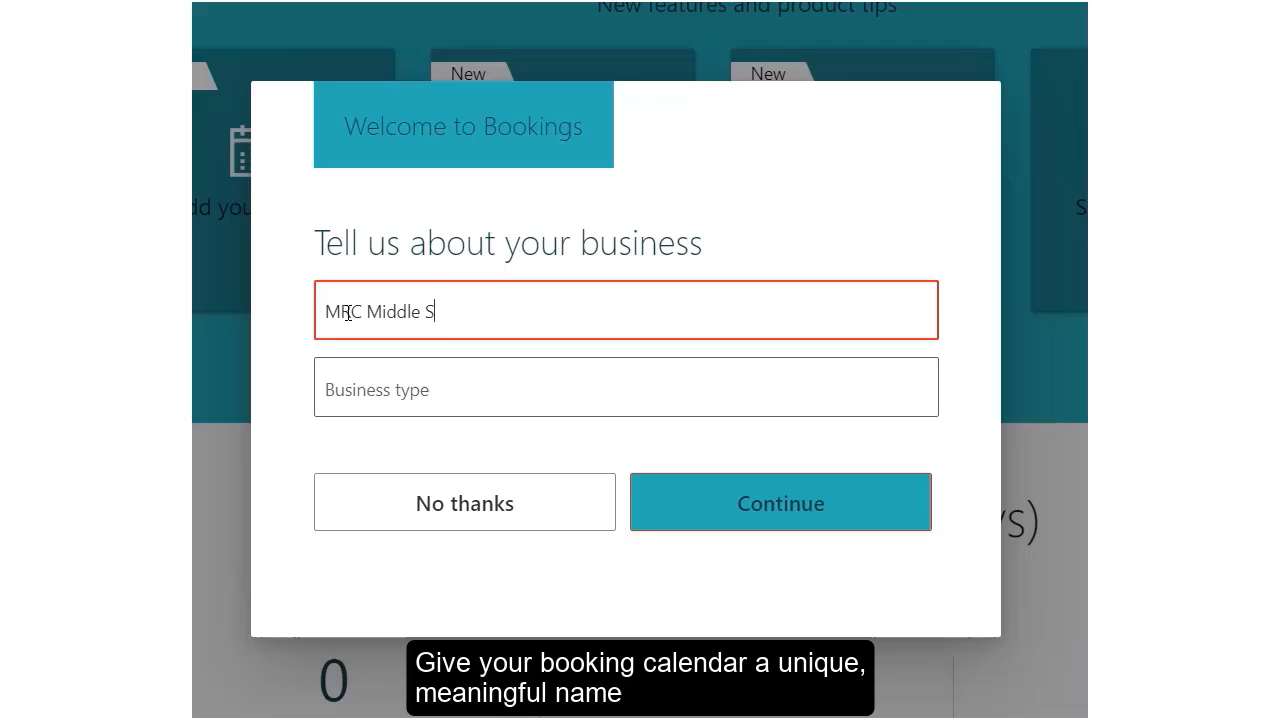 New features and product tips
New
New
Welcome to Bookings
dd you
S
Tell us about your business
MRC Middle S
Business type
No thanks
Continue
s)
0
Give your booking calendar a unique,
meaningful name